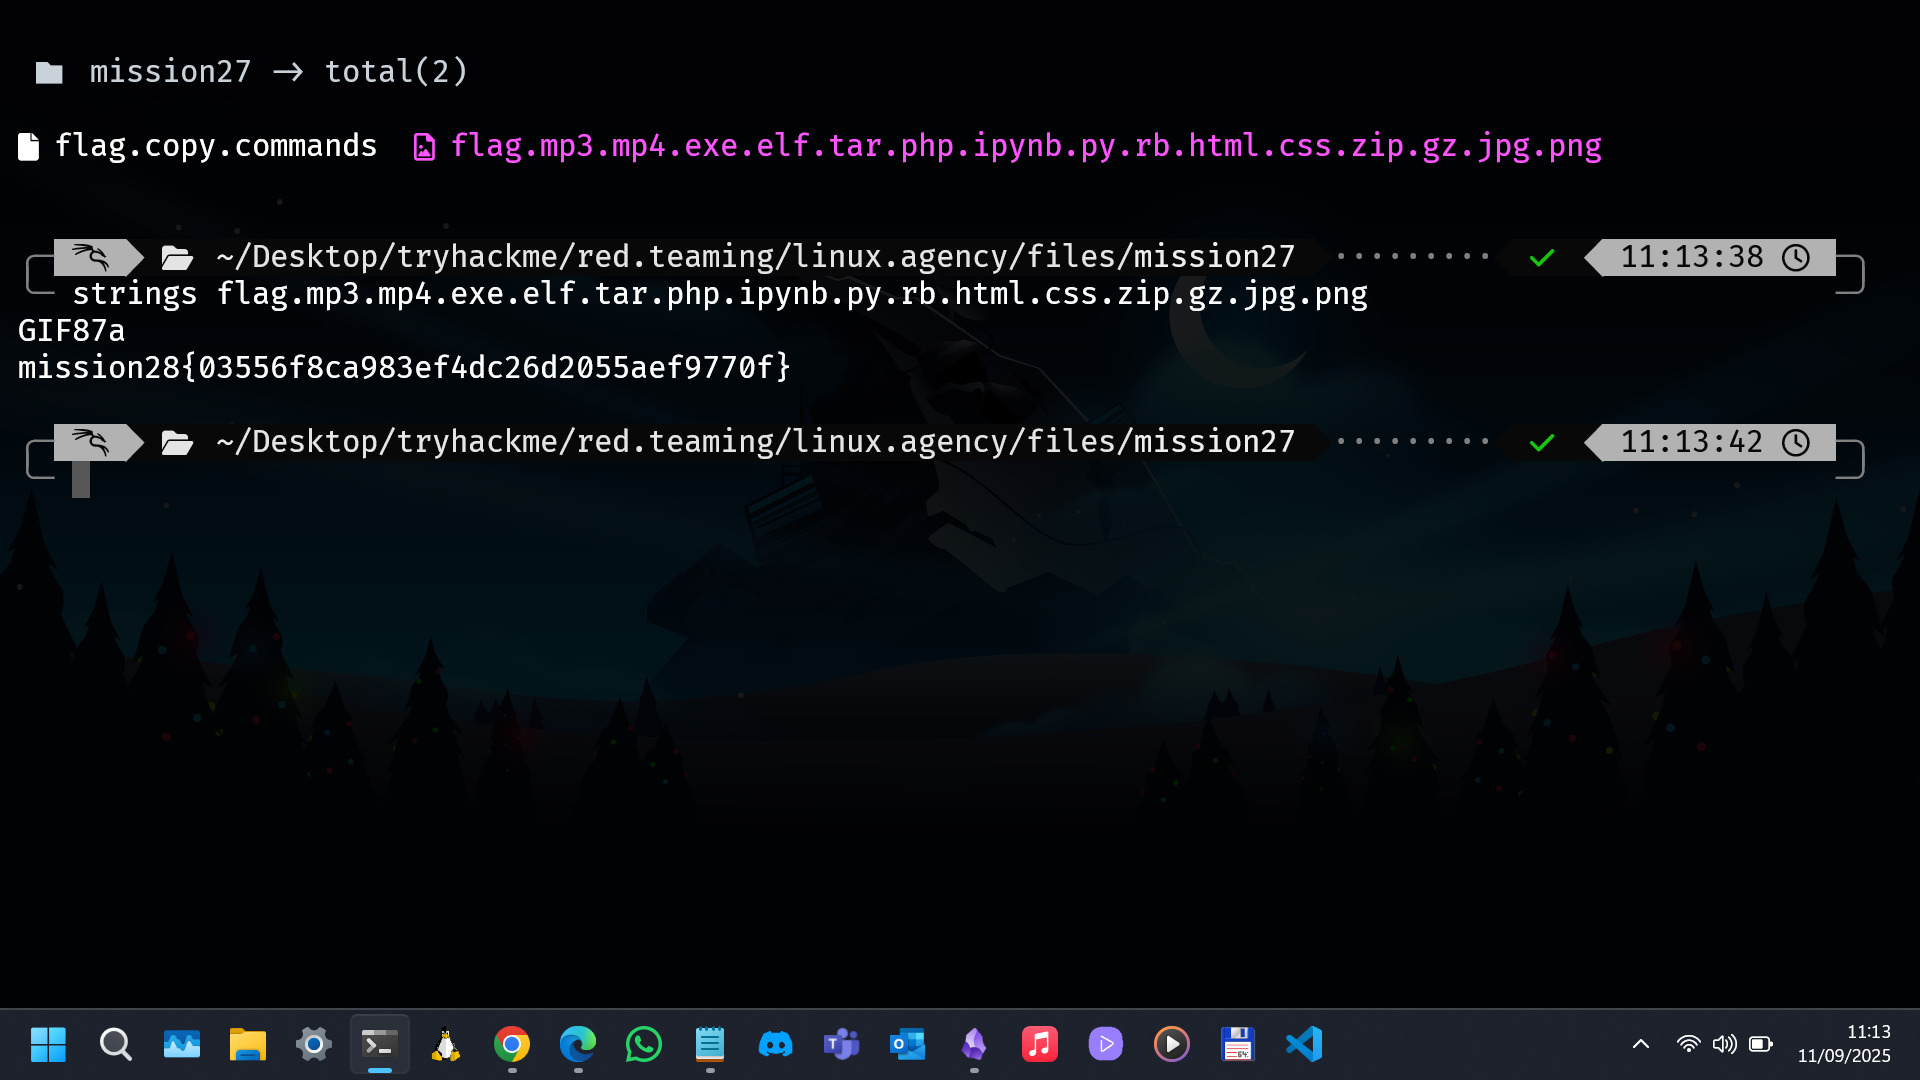 mission27 → total(2)
flag.copy.commands flag.mp3.mp4.exe.elf.tar.php.ipynb.py.rb.html.css.zip.gz.jpg.png
~/Desktop/tryhackme/red.teaming/linux.agency/files/mission27 ········· ✓ 11:13:38
strings flag.mp3.mp4.exe.elf.tar.php.ipynb.py.rb.html.css.zip.gz.jpg.png
GIF87a
mission28{03556f8ca983ef4dc26d2055aef9770f}
~/Desktop/tryhackme/red.teaming/linux.agency/files/mission27 ········· ✓ 11:13:42
11:13
11/09/2025